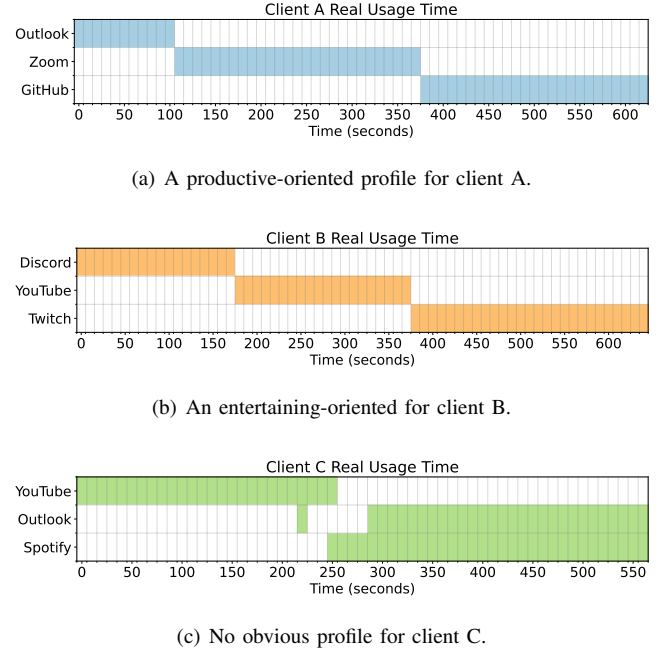 Client A Real Usage Time
Outlook
Zoom
GitHub
0 50 100 150 200 250 300 350 400 450 500 550 600
Time (seconds)
(a) A productive-oriented profile for client A.
Client B Real Usage Time
Discord
YouTube
Twitch
0 50 100 150 200 250 300 350 400 450 500 550 600
Time (seconds)
(b) An entertaining-oriented for client B.
Client C Real Usage Time
YouTube
Outlook
Spotify
0 50 100 150 200 250 300 350 400 450 500 550
Time (seconds)
(c) No obvious profile for client C.